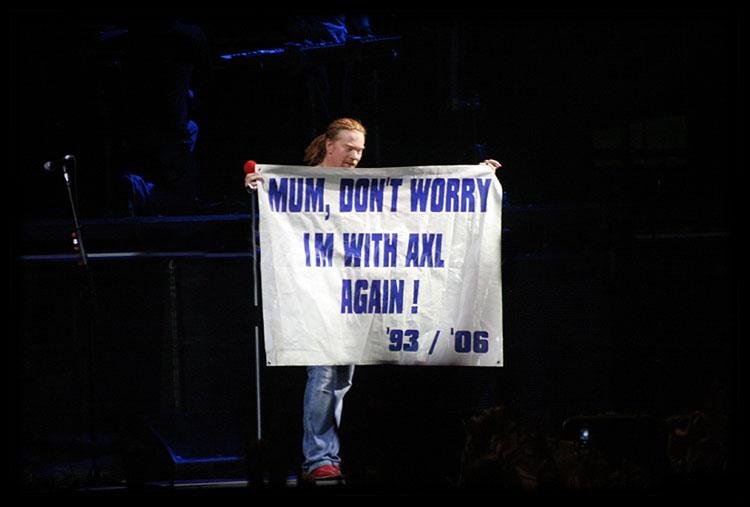 MUM, DON'T WORRY
IM WITH AXL
AGAIN !
'93 / '06